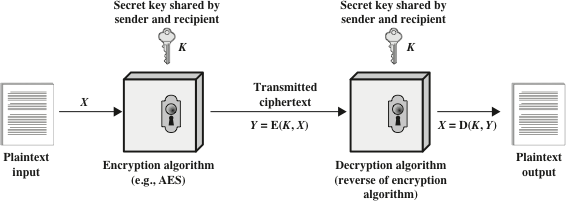 Secret key shared by
sender and recipient
K
Secret key shared by
sender and recipient
K
X
Transmitted
ciphertext
Y = E(K, X)
X = D(K, Y)
Plaintext
input
Encryption algorithm
(e.g., AES)
Decryption algorithm
(reverse of encryption
algorithm)
Plaintext
output